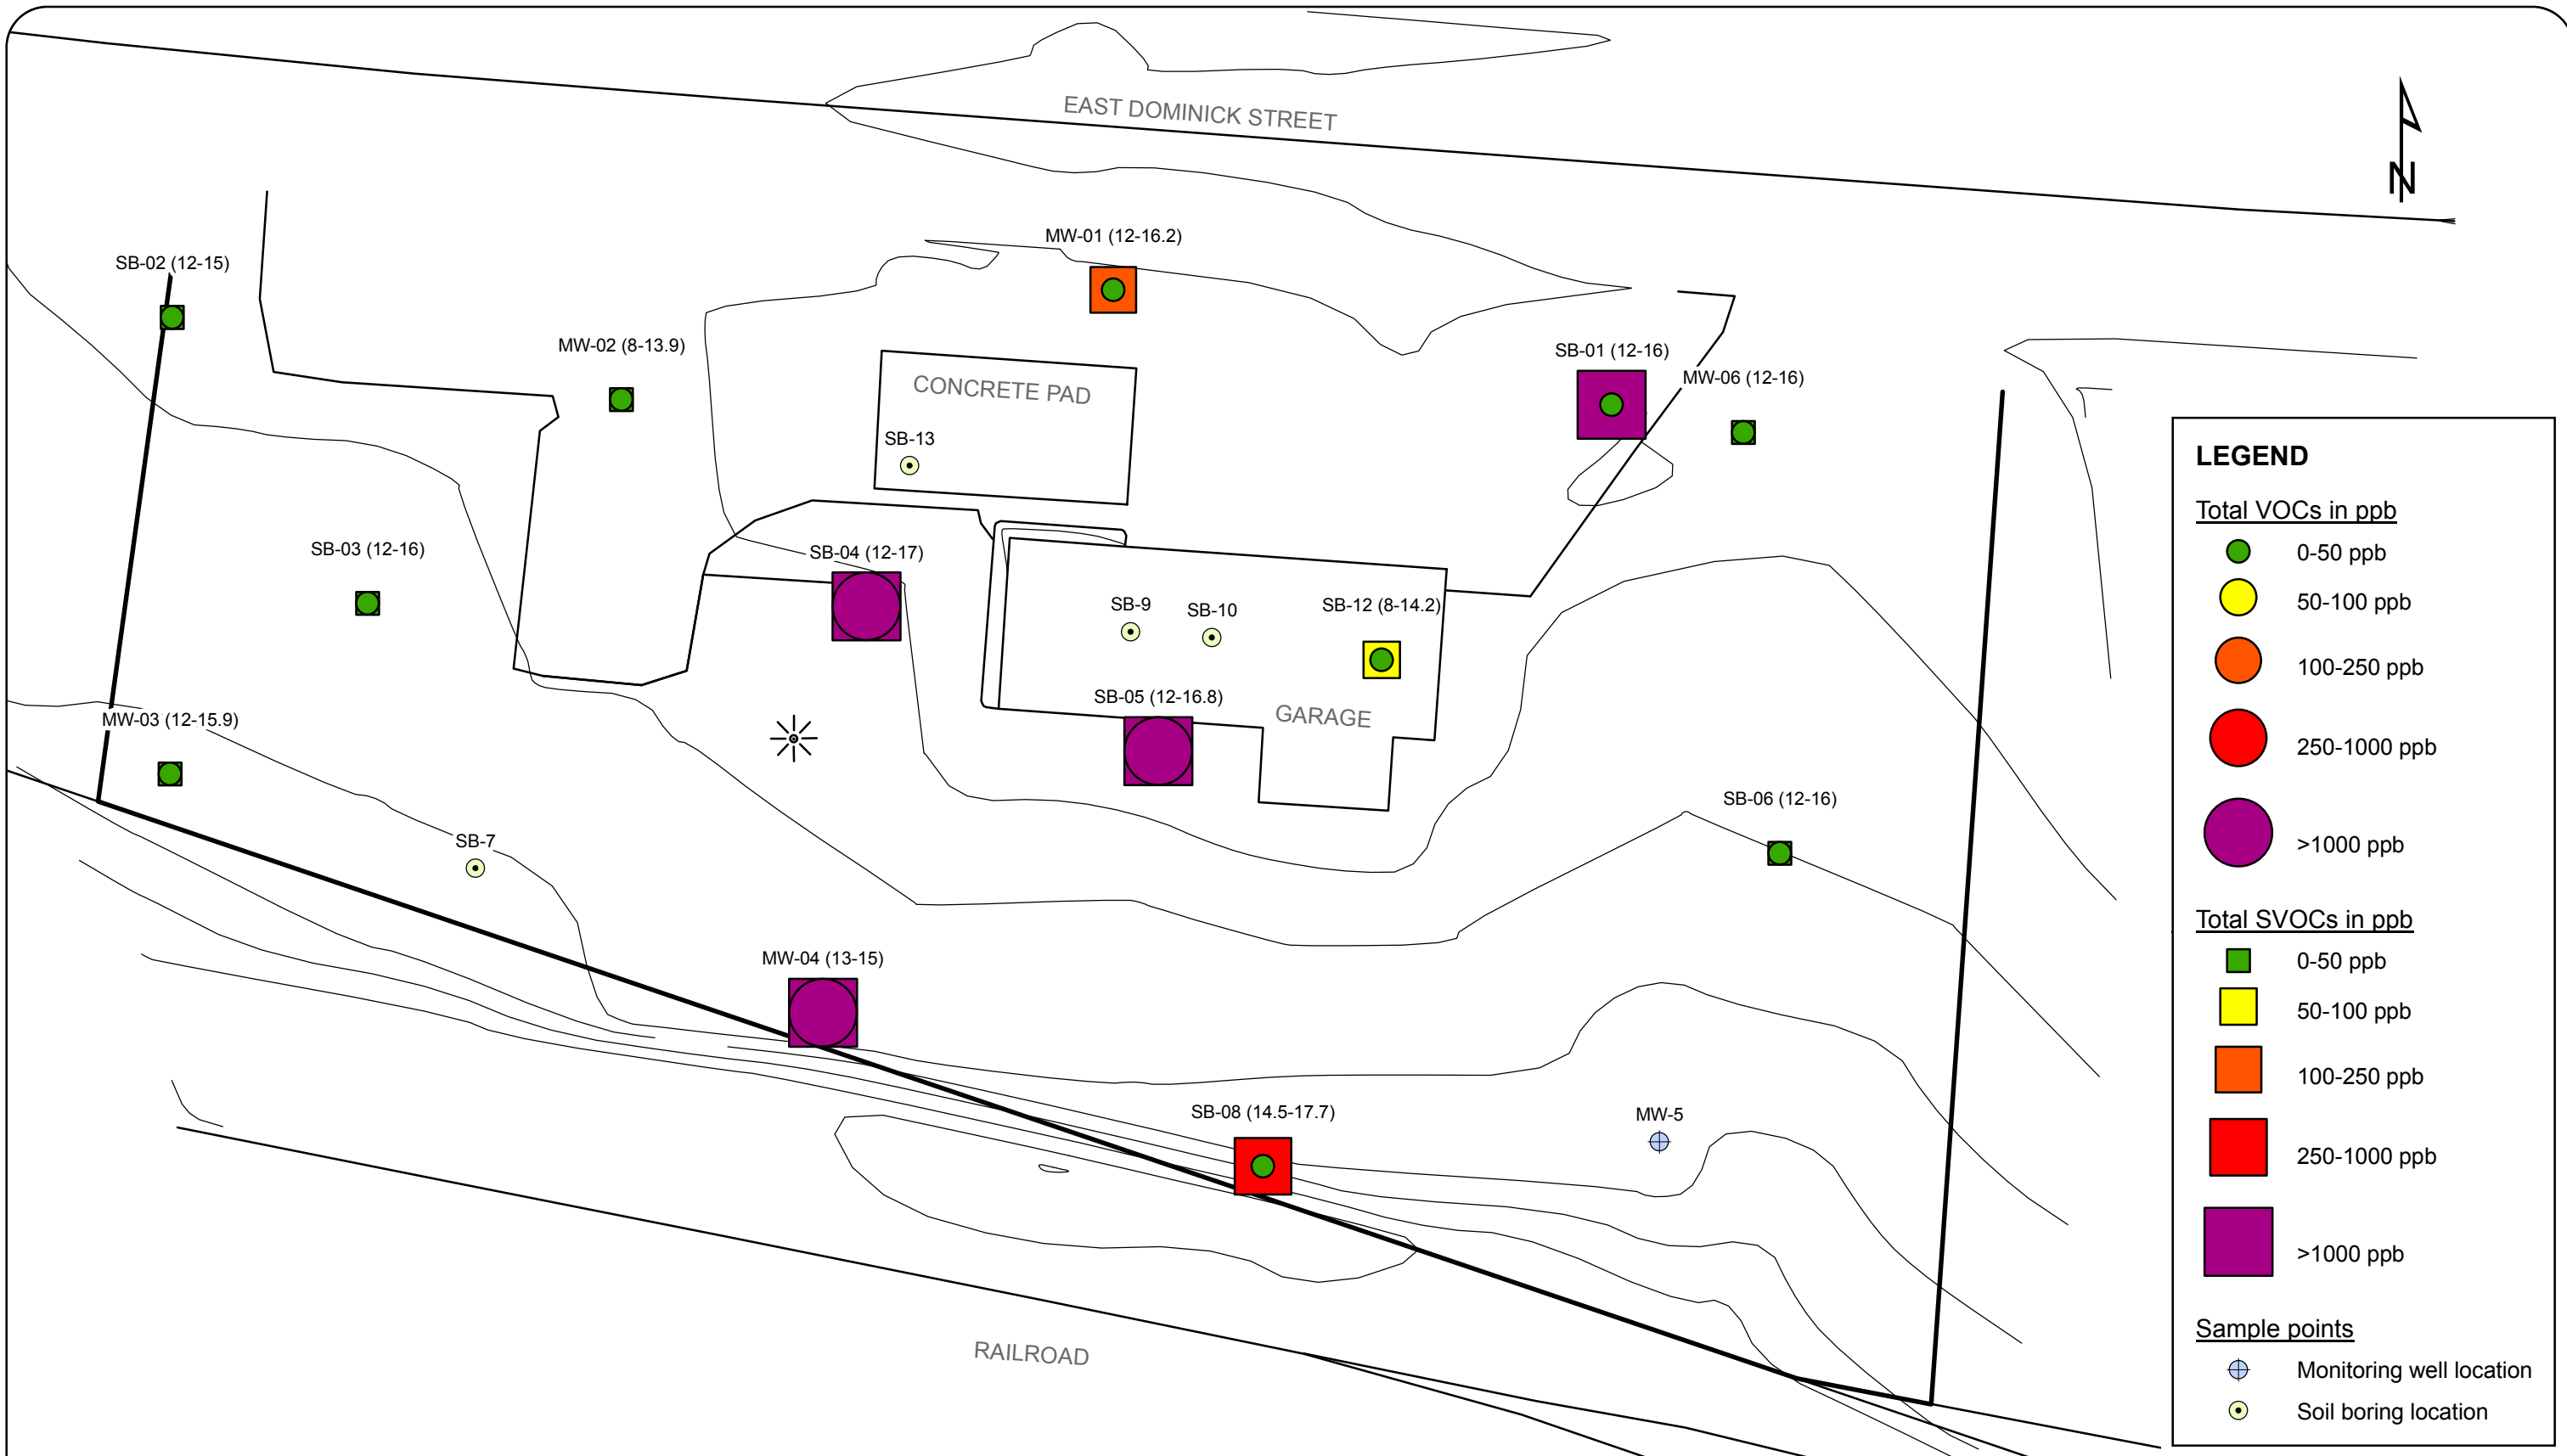 EAST DOMINICK STREET
N
MW-01 (12-16.2)
SB-02 (12-15)
MW-02 (8-13.9)
SB-01 (12-16)
MW-06 (12-16)
CONCRETE PAD
SB-13
SB-03 (12-16)
SB-04 (12-17)
SB-9
SB-10
SB-12 (8-14.2)
SB-05 (12-16.8)
GARAGE
MW-03 (12-15.9)
SB-06 (12-16)
SB-7
MW-04 (13-15)
SB-08 (14.5-17.7)
MW-5
RAILROAD
LEGEND
Total VOCs in ppb
0-50 ppb
50-100 ppb
100-250 ppb
250-1000 ppb
>1000 ppb
Total SVOCs in ppb
0-50 ppb
50-100 ppb
100-250 ppb
250-1000 ppb
>1000 ppb
Sample points
Monitoring well location
Soil boring location